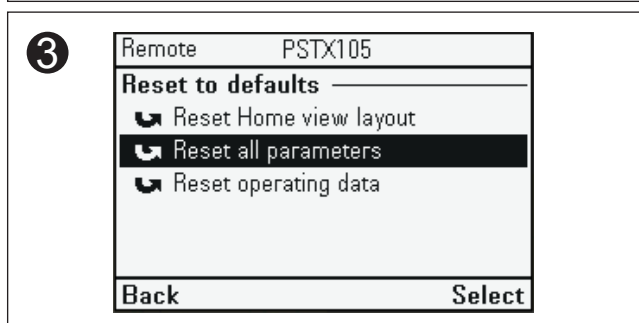 3
Remote PSTX105
Reset to defaults
Reset Home view layout
Reset all parameters
Reset operating data
Back Select